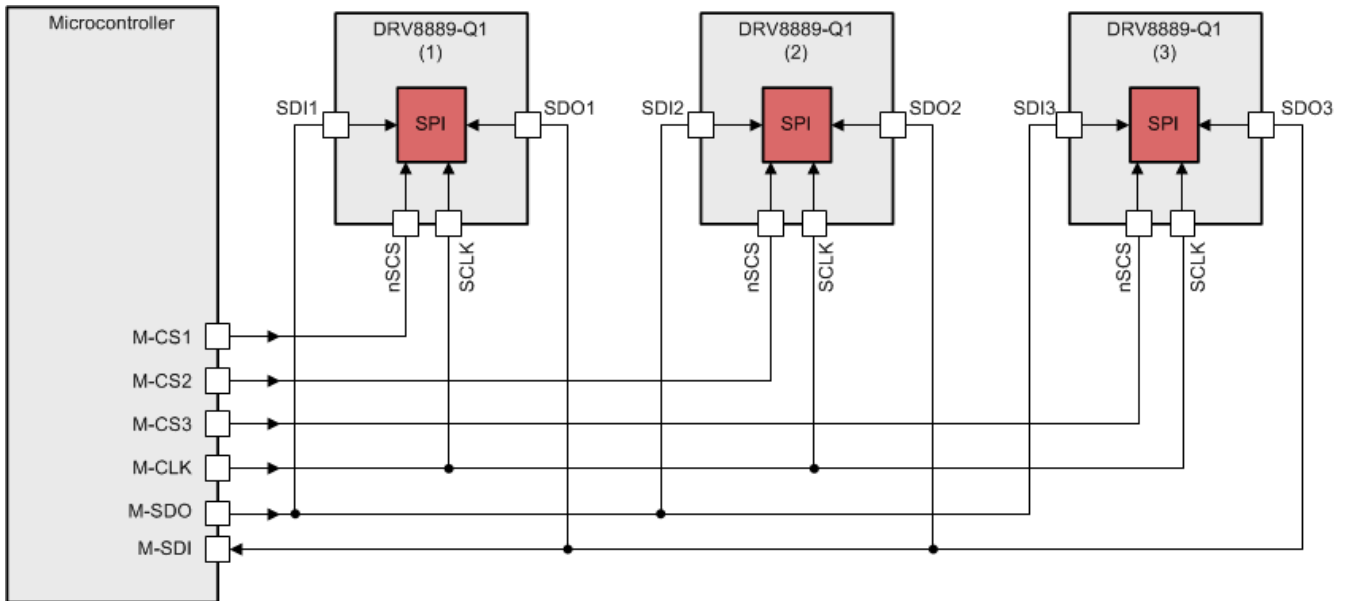 Microcontroller
DRV8889-Q1
(1)
DRV8889-Q1
(2)
DRV8889-Q1
(3)
SDI1
SPI
SDO1
SDI2
SPI
SDO2
SDI3
SPI
SDO3
nSCS
SCLK
nSCS
SCLK
nSCS
SCLK
M-CS1
M-CS2
M-CS3
M-CLK
M-SDO
M-SDI